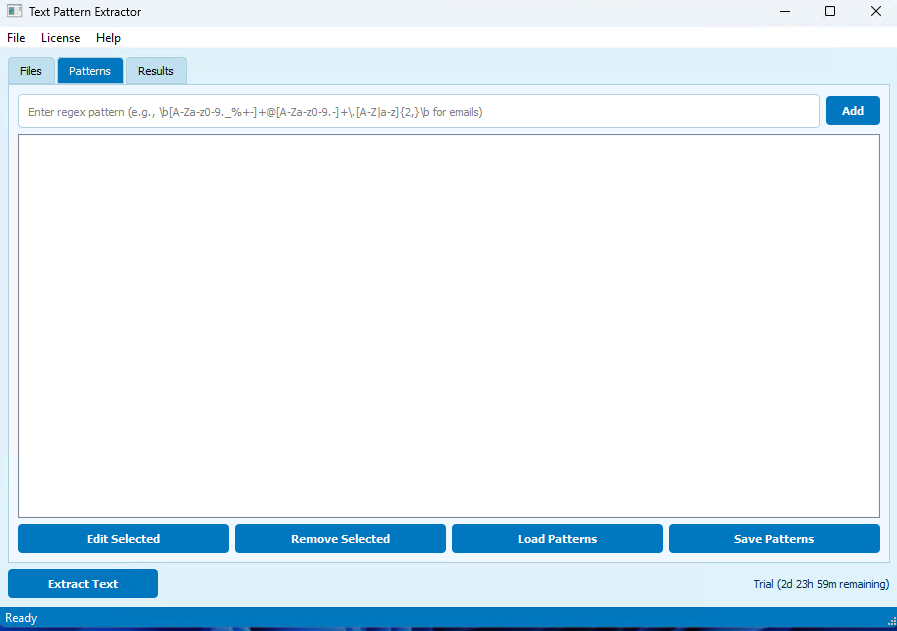 Text Pattern Extractor
File License Help
Files Patterns Results
Enter regex pattern (e.g., \b[A-Za-z0-9._%+-]+@[A-Za-z0-9.-]+\.[A-Z|a-z]{2,}\b for emails)
Add
Edit Selected Remove Selected Load Patterns Save Patterns
Extract Text
Trial (2d 23h 59m remaining)
Ready